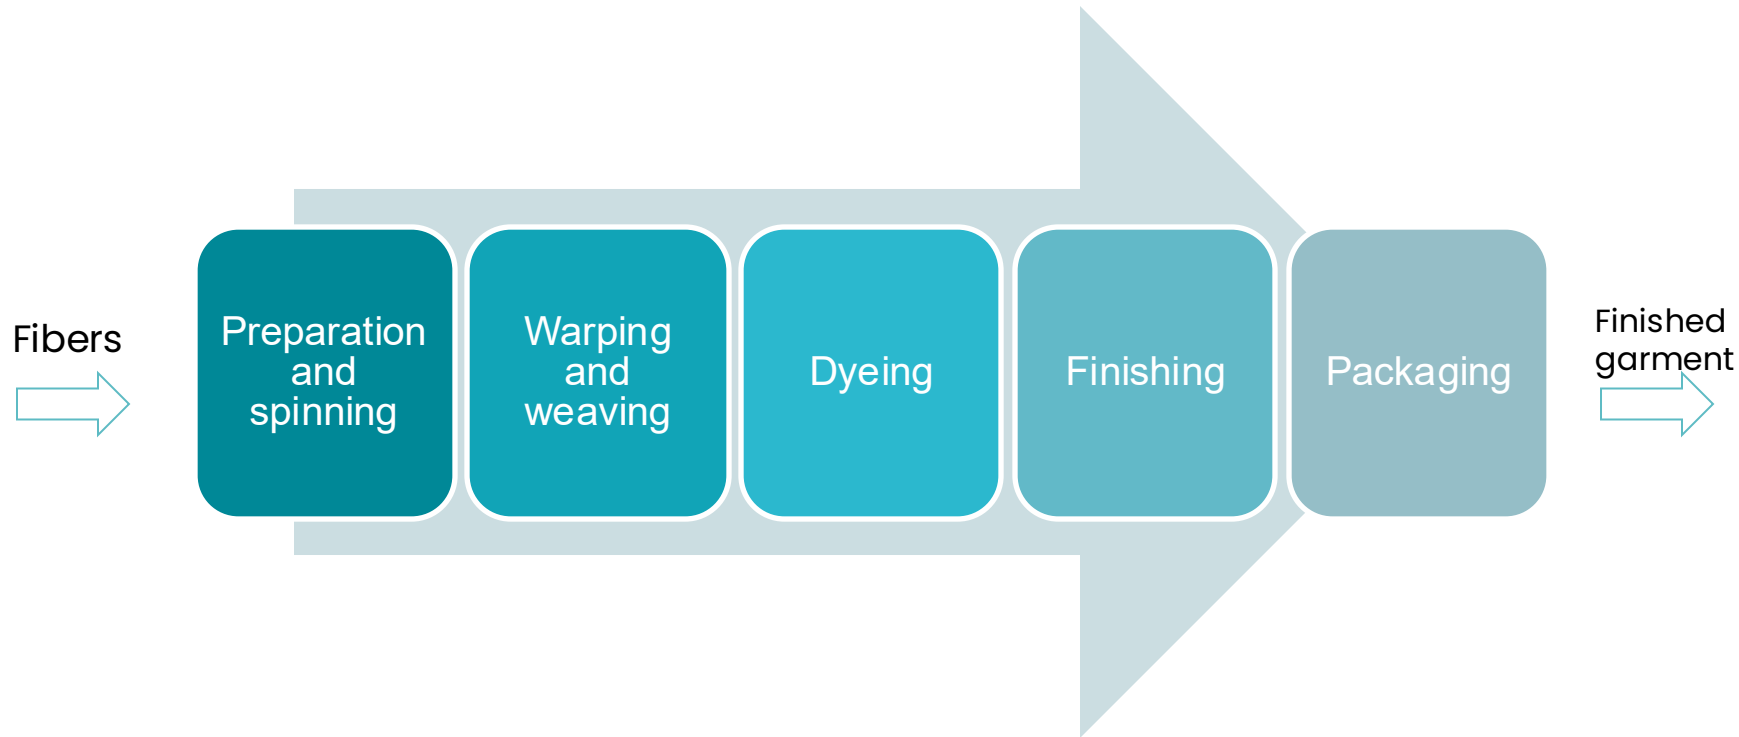 Fibers
Preparation
and
spinning
Warping
and
weaving
Dyeing
Finishing
Packaging
Finished
garment